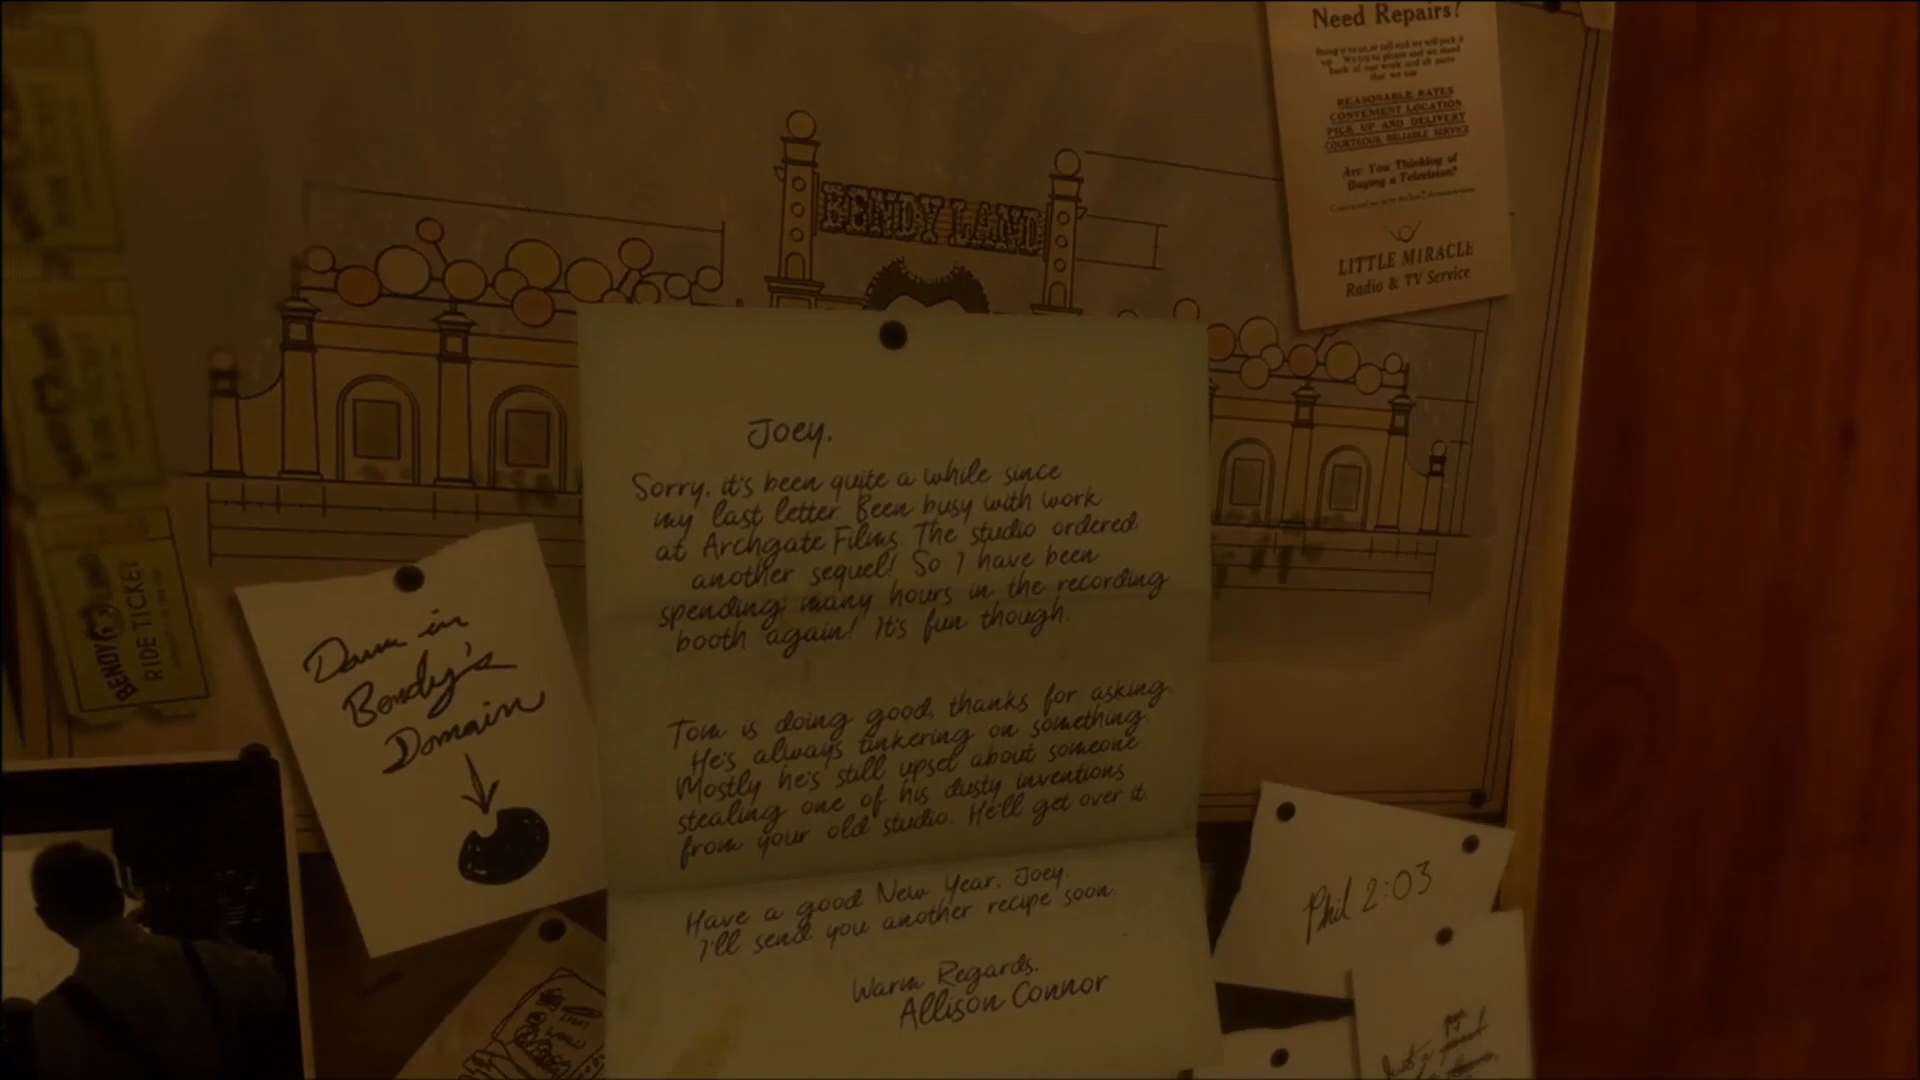 Need Repairs?
REASONABLE RATES
CONVENIENT LOCATION
PICK UP AND DELIVERY
COURTEOUS, RELIABLE SERVICE
Are You Thinking of
Buying a Television?
LITTLE MIRACLE
Radio & TV Service
BENDY LAND
Joey,
Sorry, it's been quite a while since
my last letter. Been busy with work
at Archgate Films. The studio ordered
another sequel! So I have been
spending many hours in the recording
booth again! It's fun though.
Tom is doing good, thanks for asking.
He's always tinkering on something.
Mostly he's still upset about someone
stealing one of his dusty inventions
from your old studio. He'll get over it.
Have a good New Year, Joey.
I'll send you another recipe soon.
Warm Regards,
Allison Connor
BENDY LAND
RIDE TICKET
Down in
Bendy's
Domain
Phil 2:03